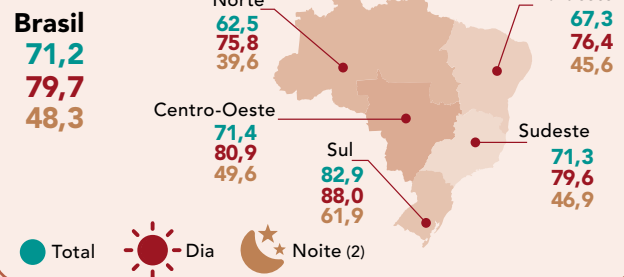 Norte
62,5
75,8
39,6
67,3
76,4
45,6
Brasil
71,2
79,7
48,3
Centro-Oeste
71,4
80,9
49,6
Sul
82,9
88,0
61,9
Sudeste
71,3
79,6
46,9
Total
Dia
Noite (2)